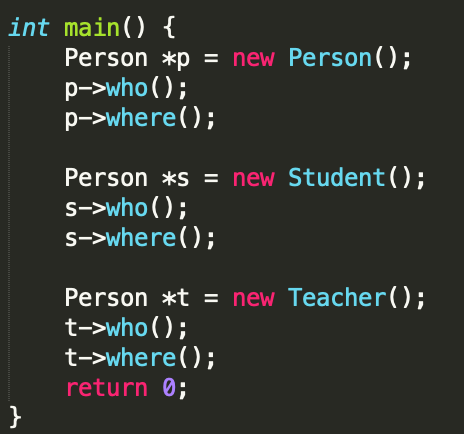 int main() {
    Person *p = new Person();
    p->who();
    p->where();

    Person *s = new Student();
    s->who();
    s->where();

    Person *t = new Teacher();
    t->who();
    t->where();
    return 0;
}